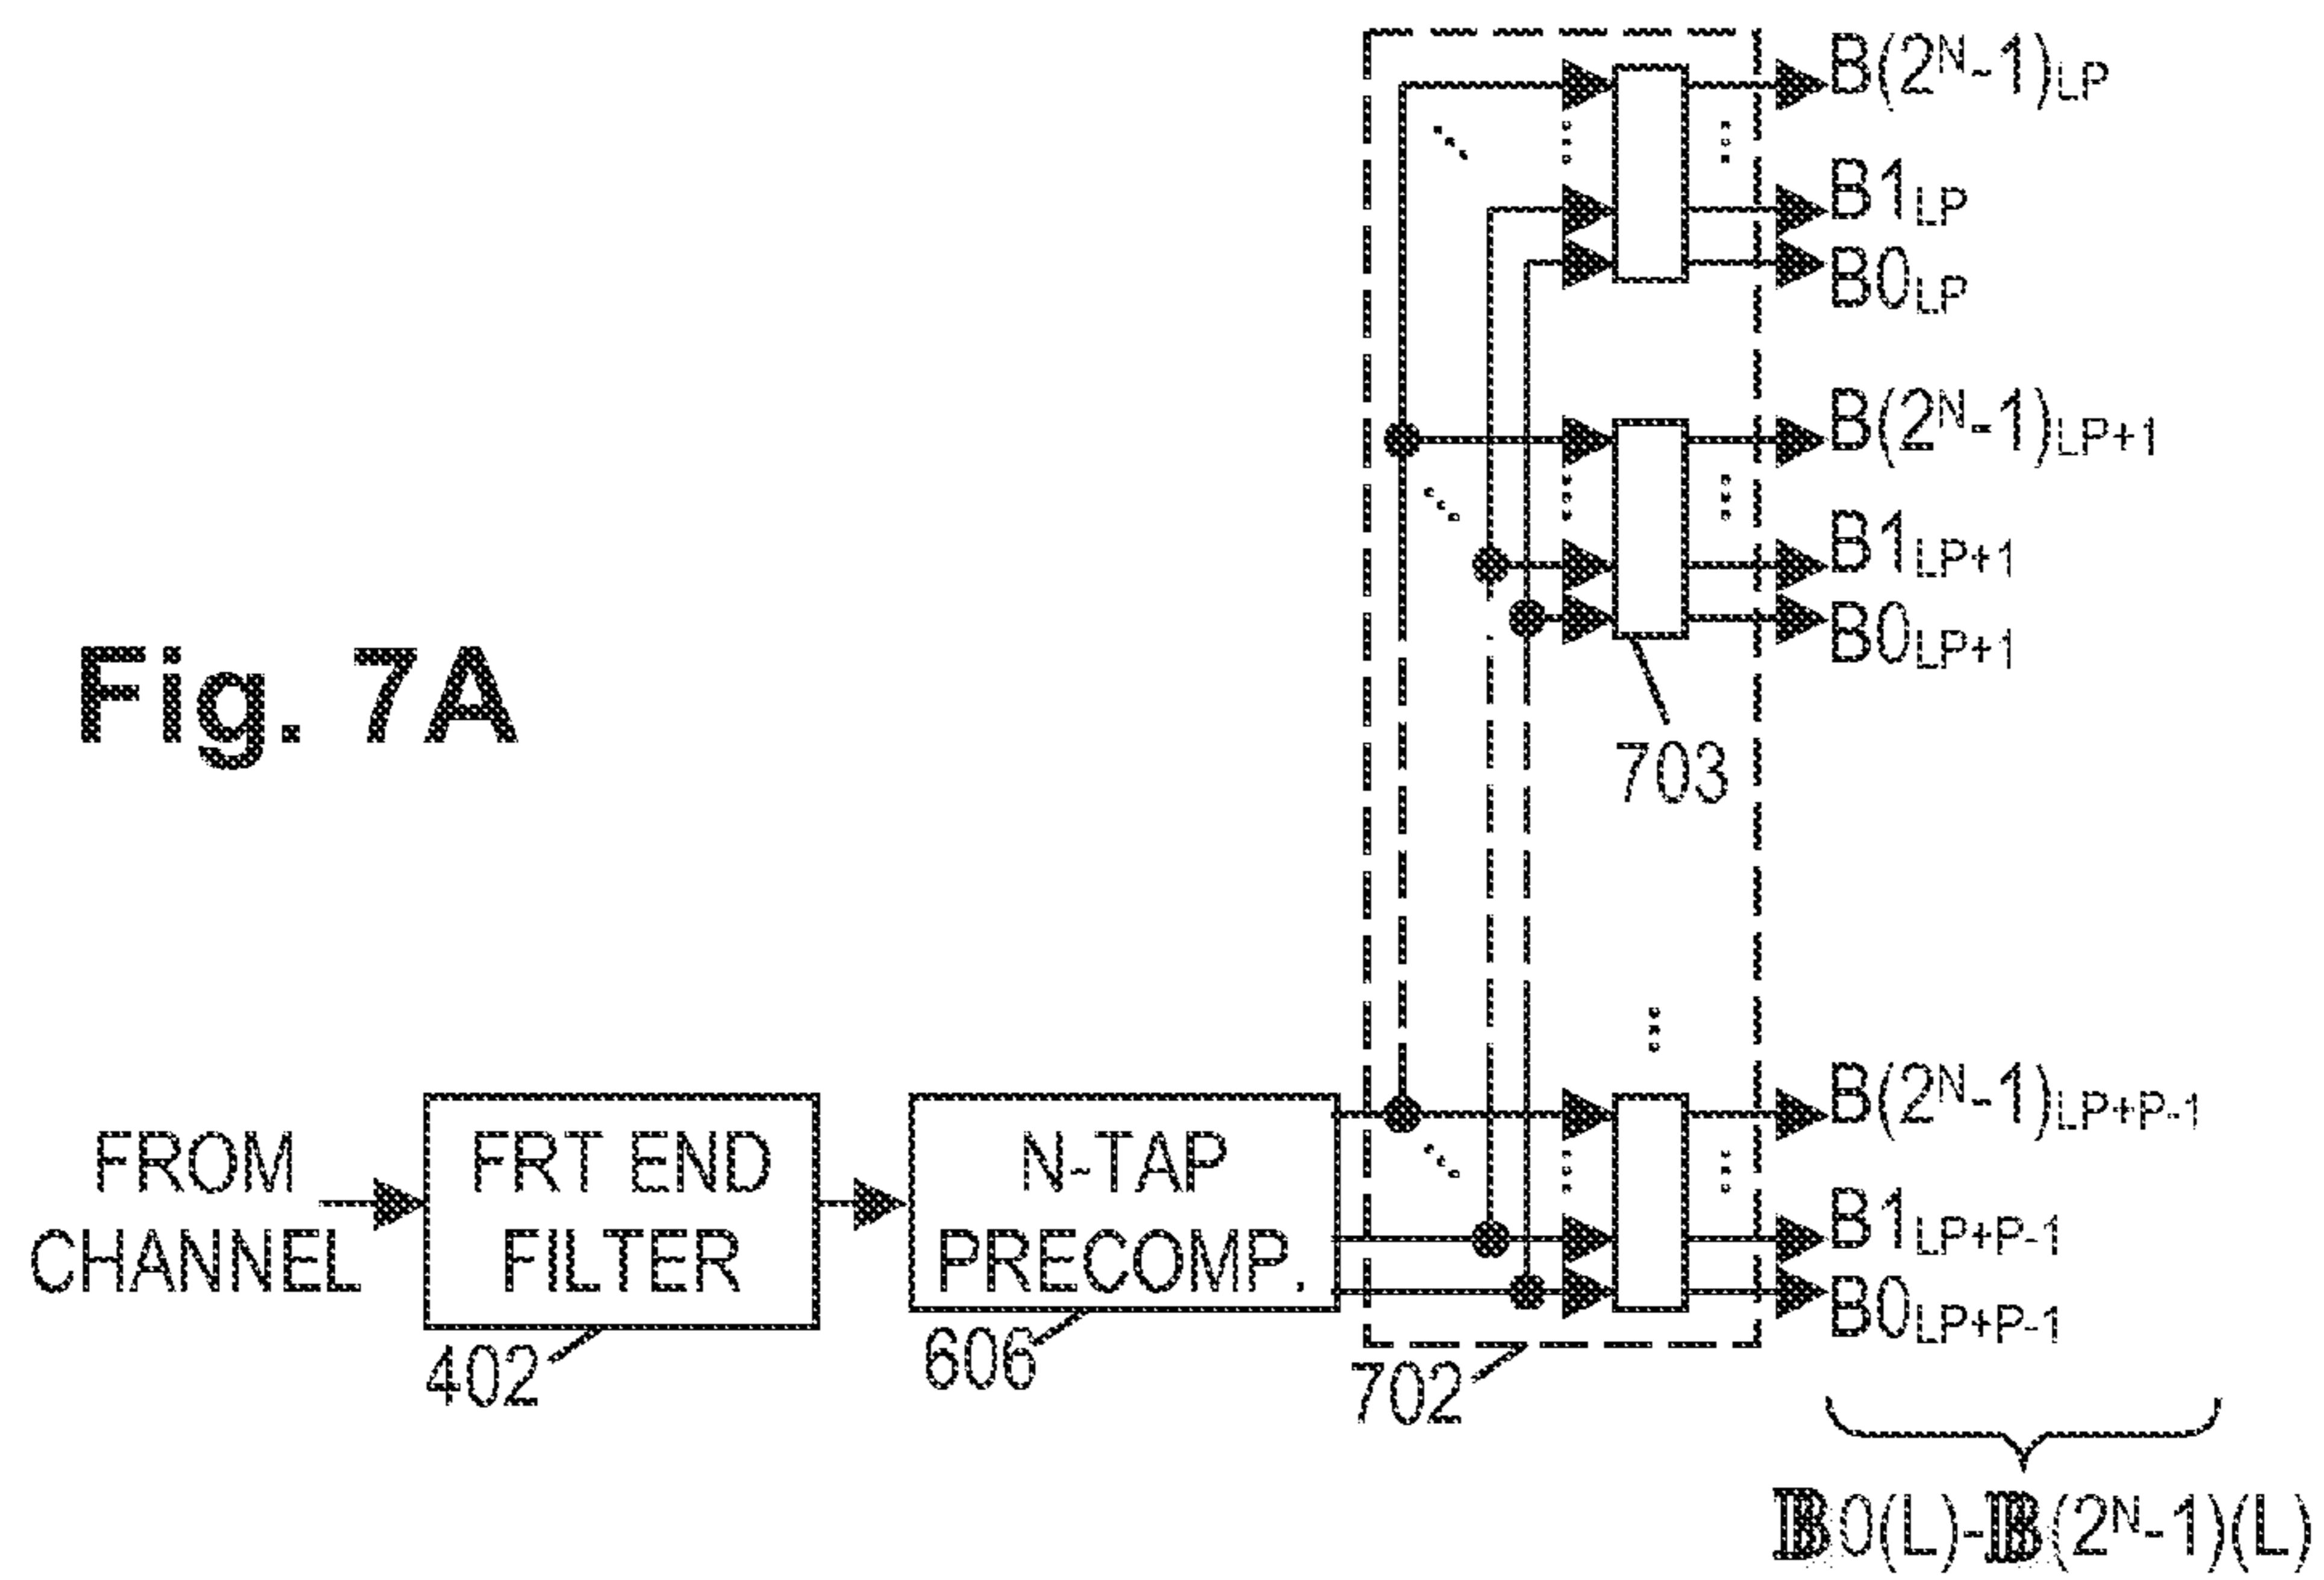 B(2ᴺ-1)LP
B1LP
B0LP
B(2ᴺ-1)LP+1
B1LP+1
B0LP+1
Fig. 7A
703
B(2ᴺ-1)LP+P-1
FROM CHANNEL
FRT END FILTER
N-TAP PRECOMP.
B1LP+P-1
B0LP+P-1
402
606
702
𝔹0(L)-𝔹(2ᴺ-1)(L)